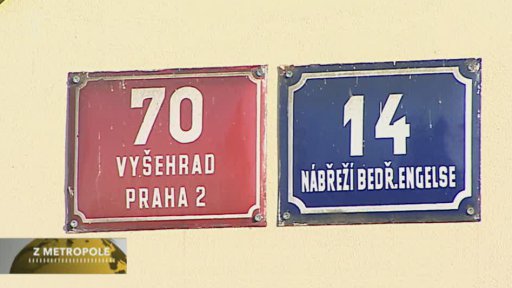 70
VYŠEHRAD
PRAHA 2
14
NÁBŘEŽÍ BEDŘ. ENGELSE
Z METROPOLE